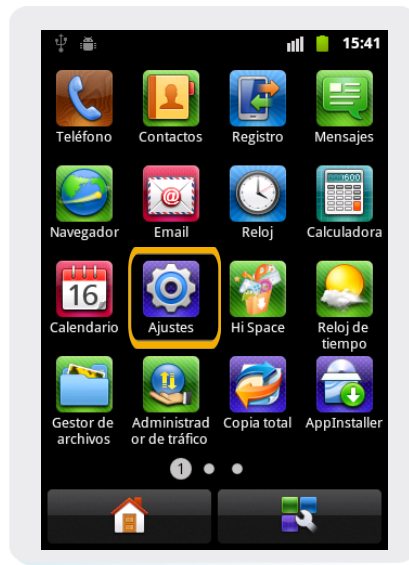 15:41
Teléfono Contactos Registro Mensajes
@ 1600
Navegador Email Reloj Calculadora
16
Calendario Ajustes Hi Space Reloj de
tiempo
Gestor de Administrad Copia total AppInstaller
archivos or de tráfico
1